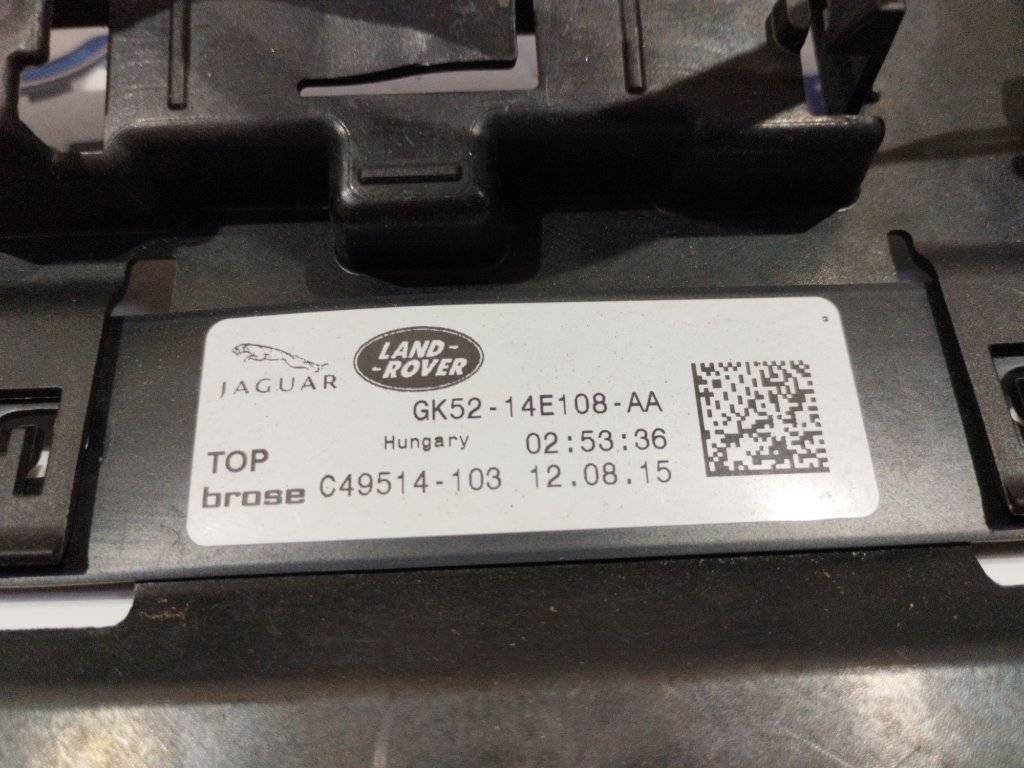 JAGUAR
LAND-
-ROVER
GK52-14E108-AA
Hungary 02:53:36
TOP
brose C49514-103 12.08.15